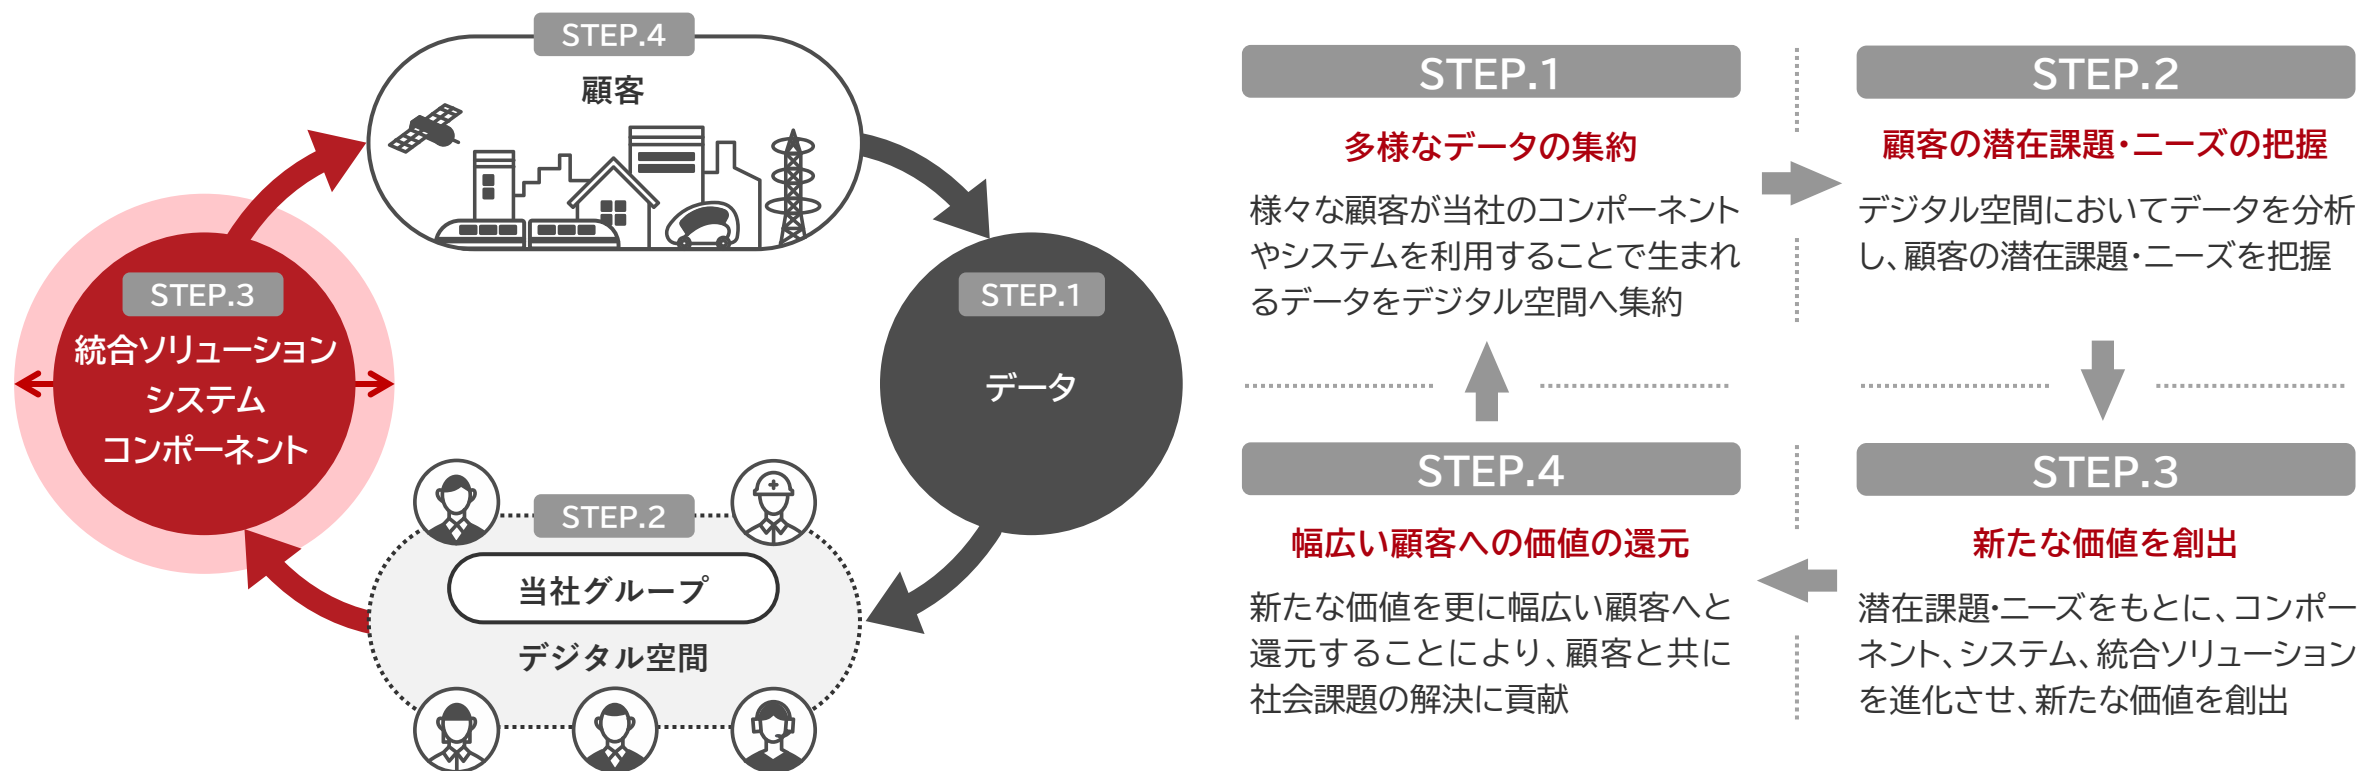 STEP.4
顧客
STEP.3
統合ソリューション
システム
コンポーネント
STEP.1
データ
STEP.2
当社グループ
デジタル空間
STEP.1
多様なデータの集約
様々な顧客が当社のコンポーネント
やシステムを利用することで生まれ
るデータをデジタル空間へ集約
STEP.2
顧客の潜在課題・ニーズの把握
デジタル空間においてデータを分析
し、顧客の潜在課題・ニーズを把握
STEP.4
幅広い顧客への価値の還元
新たな価値を更に幅広い顧客へと
還元することにより、顧客と共に
社会課題の解決に貢献
STEP.3
新たな価値を創出
潜在課題・ニーズをもとに、コンポー
ネント、システム、統合ソリューション
を進化させ、新たな価値を創出